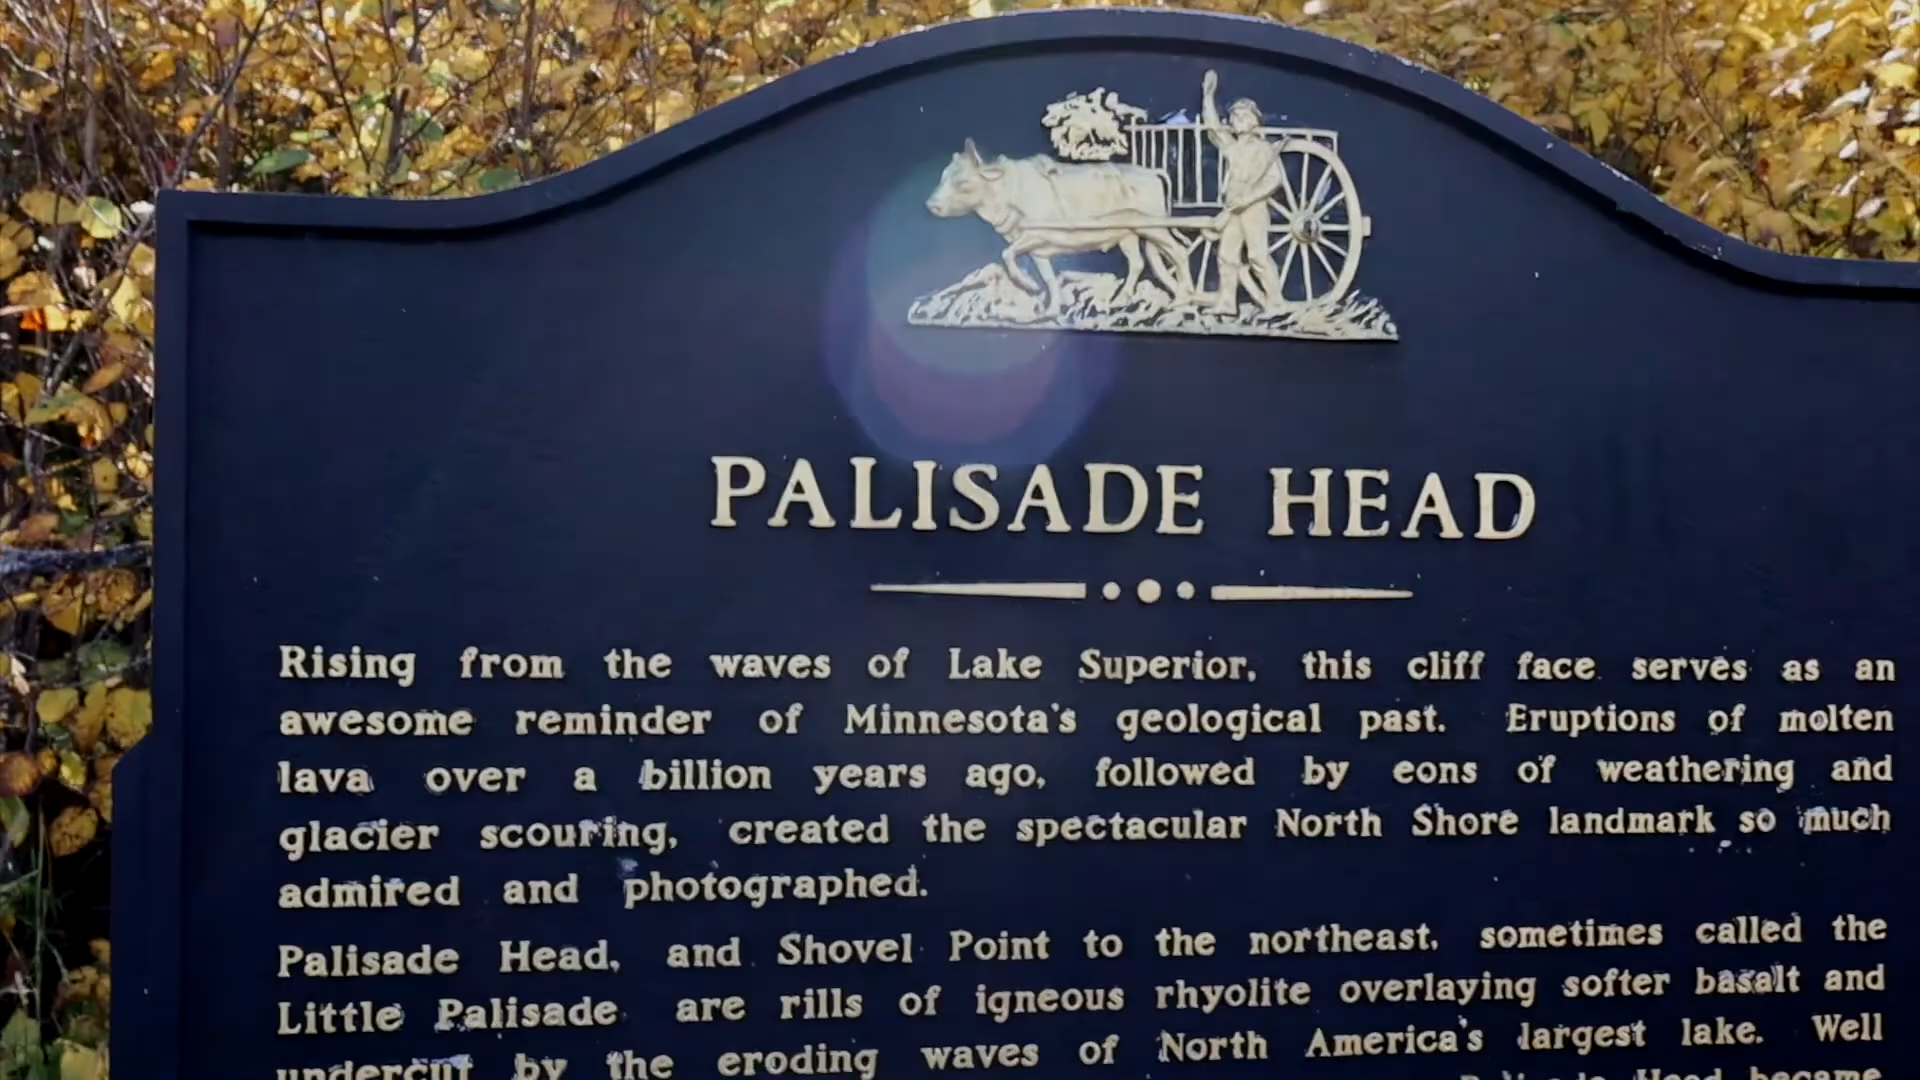 PALISADE HEAD
Rising from the waves of Lake Superior, this cliff face serves as an
awesome reminder of Minnesota's geological past. Eruptions of molten
lava over a billion years ago, followed by eons of weathering and
glacier scouring, created the spectacular North Shore landmark so much
admired and photographed.
Palisade Head, and Shovel Point to the northeast, sometimes called the
Little Palisade are rills of igneous rhyolite overlaying softer basalt and
undercut by the eroding waves of North America's largest lake. Well
Palisade Head became